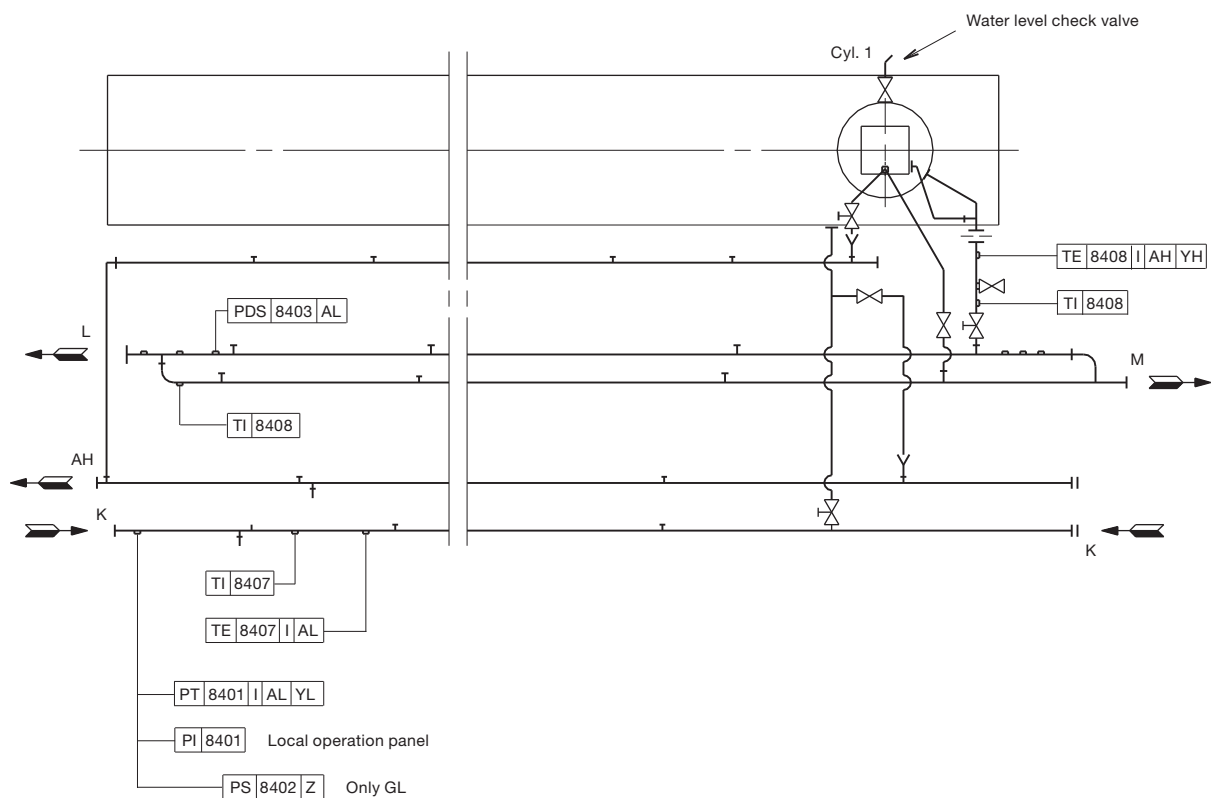 Water level check valve
Cyl. 1
TE 8408 I AH YH
PDS 8403 AL
TI 8408
L
M
TI 8408
AH
K
K
TI 8407
TE 8407 I AL
PT 8401 I AL YL
PI 8401 Local operation panel
PS 8402 Z Only GL